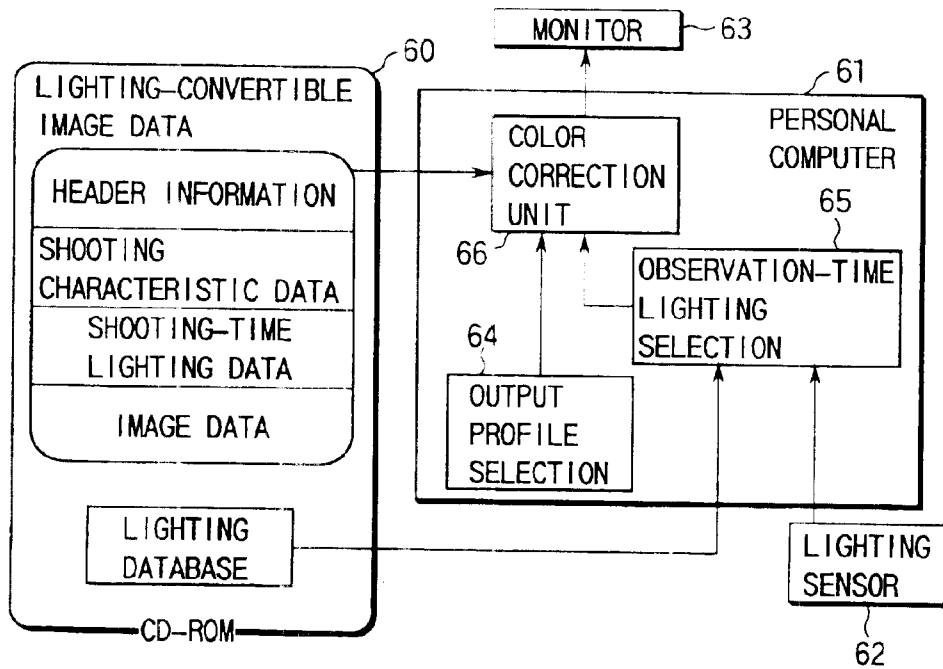 MONITOR
63
60
61
LIGHTING-CONVERTIBLE
IMAGE DATA
HEADER INFORMATION
SHOOTING
CHARACTERISTIC DATA
SHOOTING-TIME
LIGHTING DATA
IMAGE DATA
LIGHTING
DATABASE
CD-ROM
PERSONAL
COMPUTER
COLOR
CORRECTION
UNIT
66
65
OBSERVATION-TIME
LIGHTING
SELECTION
64
OUTPUT
PROFILE
SELECTION
LIGHTING
SENSOR
62